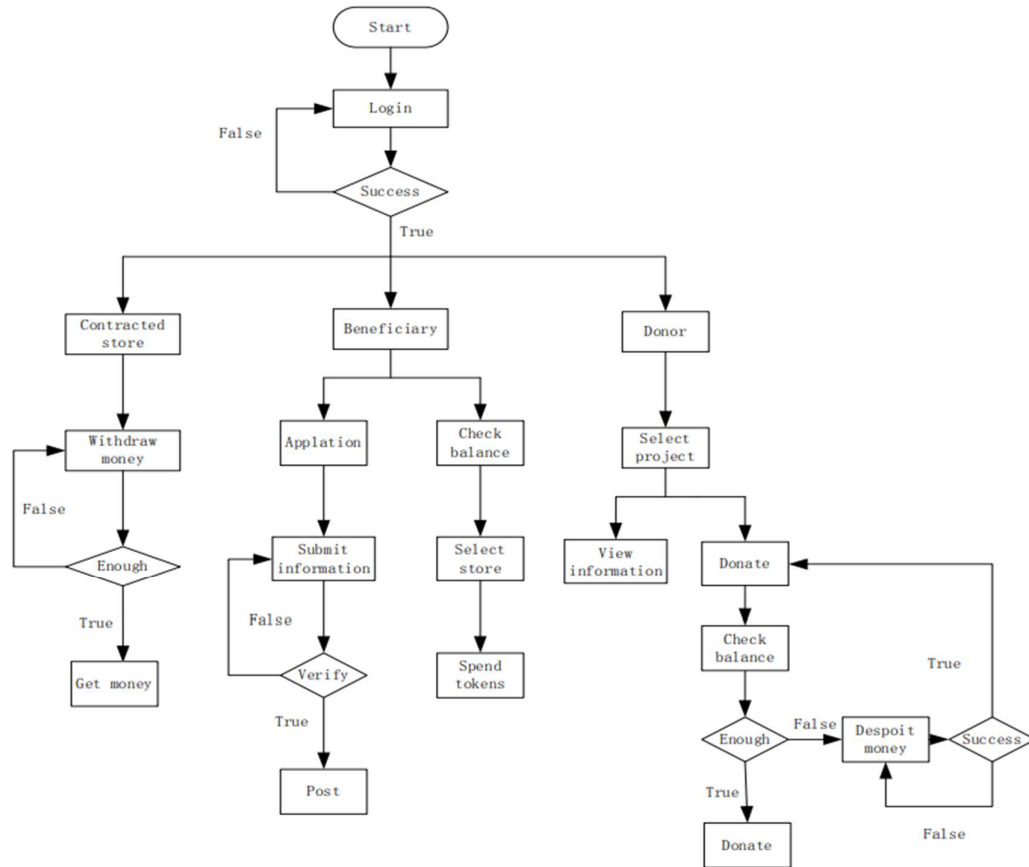 Start
Login
False
Success
True
Contracted
store
Beneficiary
Donor
Withdraw
money
Applation
Check
balance
Select
project
False
Enough
Submit
information
Select
store
View
information
Donate
True
False
Check
balance
True
Get money
Verify
Spend
tokens
True
Enough
False
Despoit
money
Success
Post
True
False
Donate